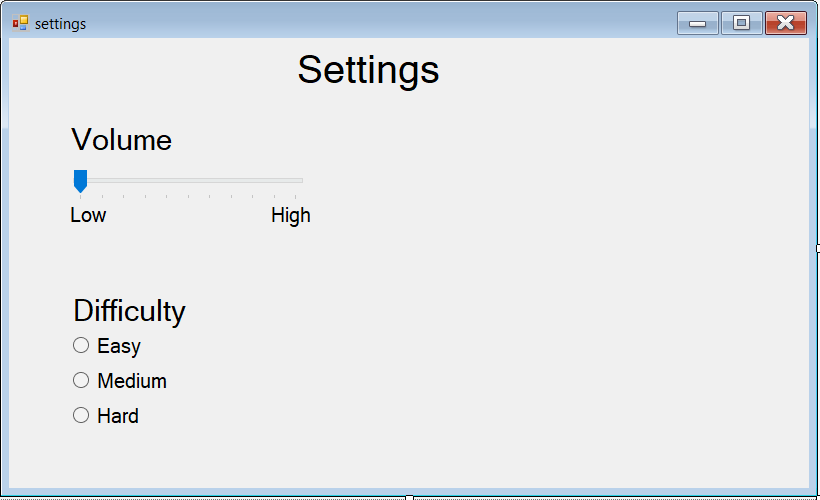 settings
Settings
Volume
Low High
Difficulty
Easy
Medium
Hard